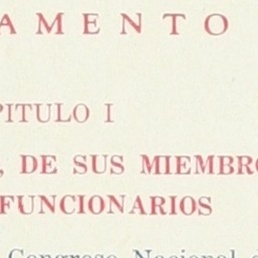 AMENTO
PITULO I
, DE SUS MIEMBRO
FUNCIONARIOS
Congreso Nacional d